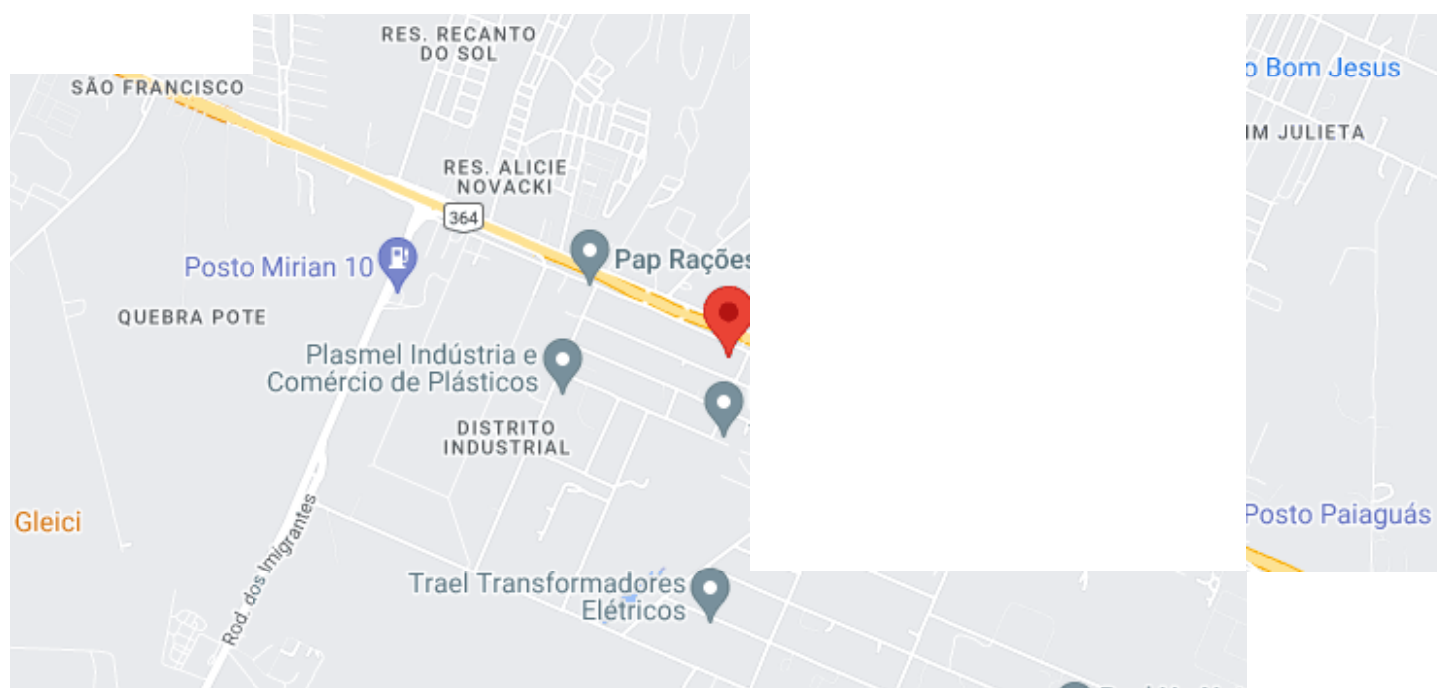 RES. RECANTO
DO SOL
SÃO FRANCISCO
o Bom Jesus
IM JULIETA
RES. ALICIE
NOVACKI
364
Posto Mirian 10
Pap Rações
QUEBRA POTE
Plasmel Indústria e
Comércio de Plásticos
DISTRITO
INDUSTRIAL
Gleici
Posto Paiaguás
Rod. dos Imigrantes
Trael Transformadores
Elétricos